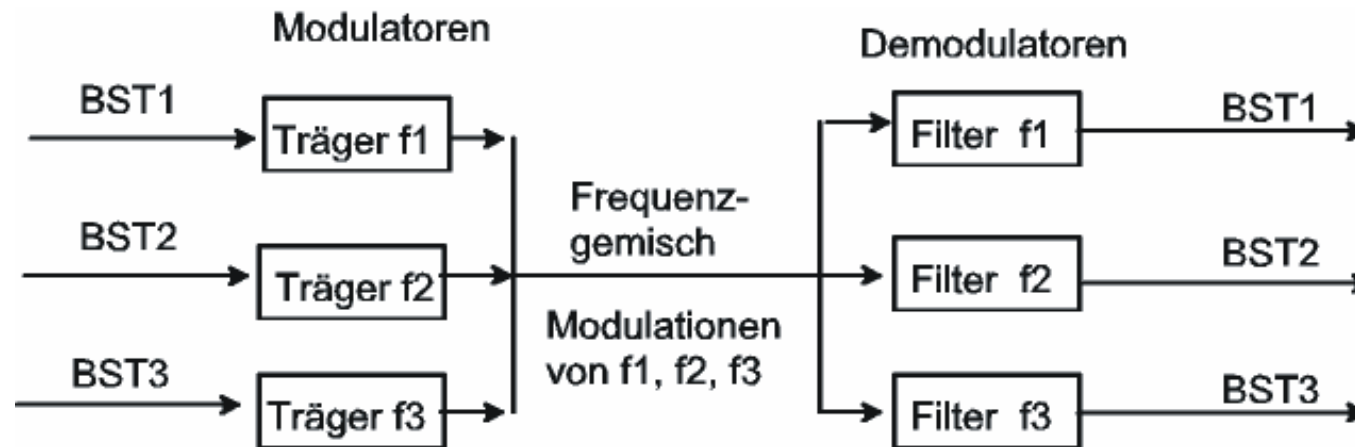 Modulatoren
Demodulatoren
BST1
Träger f1
Filter f1
BST1
Frequenz-
gemisch
BST2
Träger f2
Filter f2
BST2
Modulationen
von f1, f2, f3
BST3
Träger f3
Filter f3
BST3